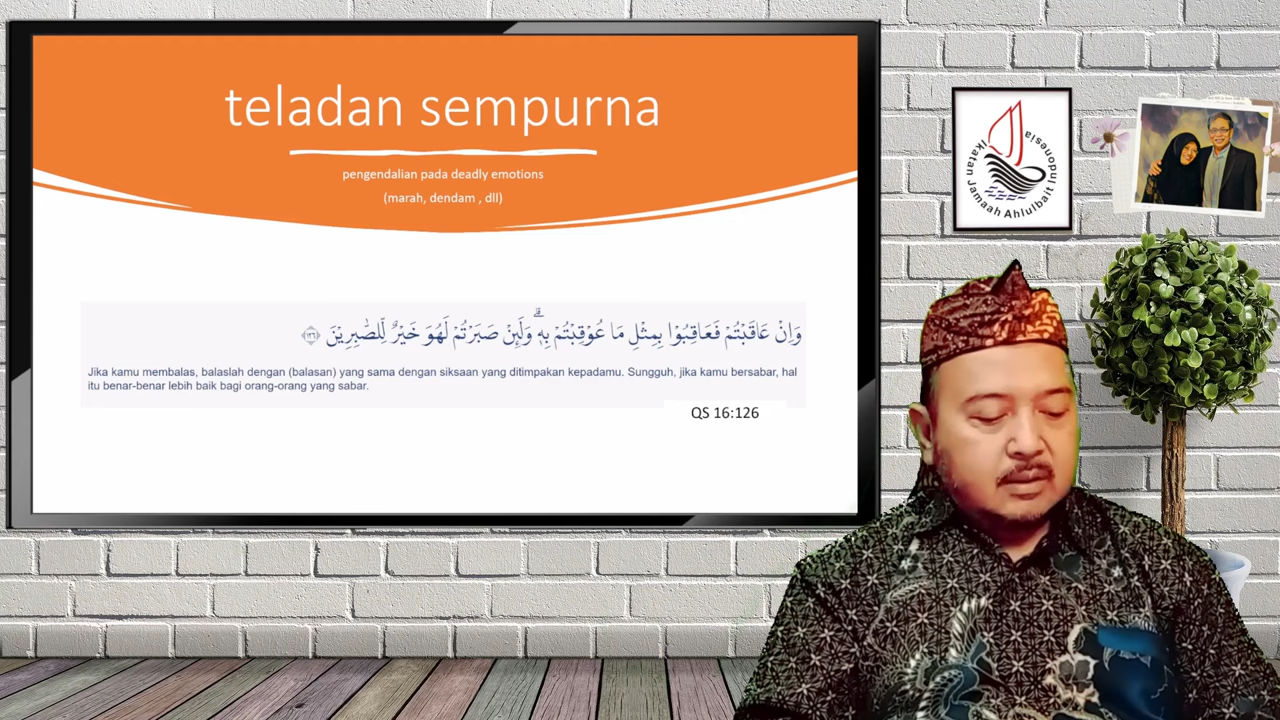 teladan sempurna
pengendalian pada deadly emotions
(marah, dendam , dll)
وَاِنْ عَاقَبْتُمْ فَعَاقِبُوْا بِمِثْلِ مَا عُوْقِبْتُمْ بِهٖۗ وَلَىِٕنْ صَبَرْتُمْ لَهُوَ خَيْرٌ لِّلصّٰبِرِيْنَ ۝١٢٦
Jika kamu membalas, balaslah dengan (balasan) yang sama dengan siksaan yang ditimpakan kepadamu. Sungguh, jika kamu bersabar, hal
itu benar-benar lebih baik bagi orang-orang yang sabar.
QS 16:126
Ikatan Jamaah Ahlulbait Indonesia